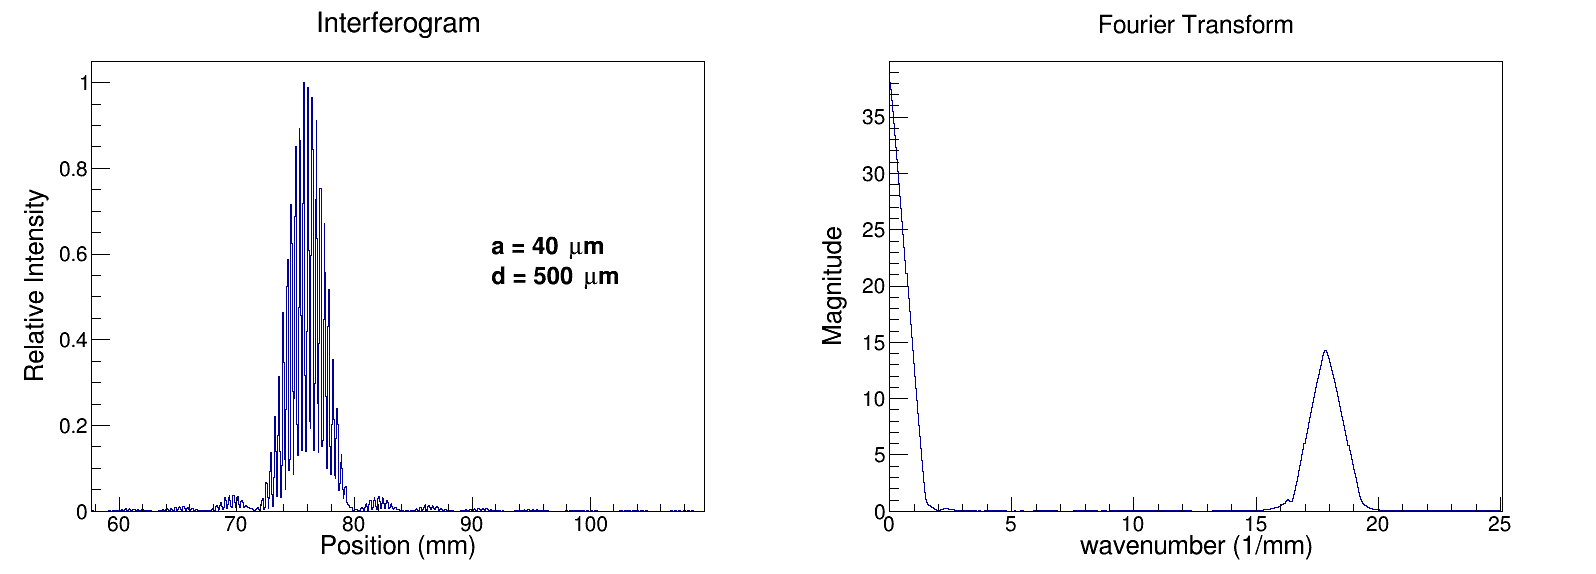 Interferogram
Relative Intensity
1
0.8
0.6
0.4
0.2
0
60 70 80 90 100
Position (mm)
a = 40 μm
d = 500 μm
Fourier Transform
Magnitude
35
30
25
20
15
10
5
0
0 5 10 15 20 25
wavenumber (1/mm)